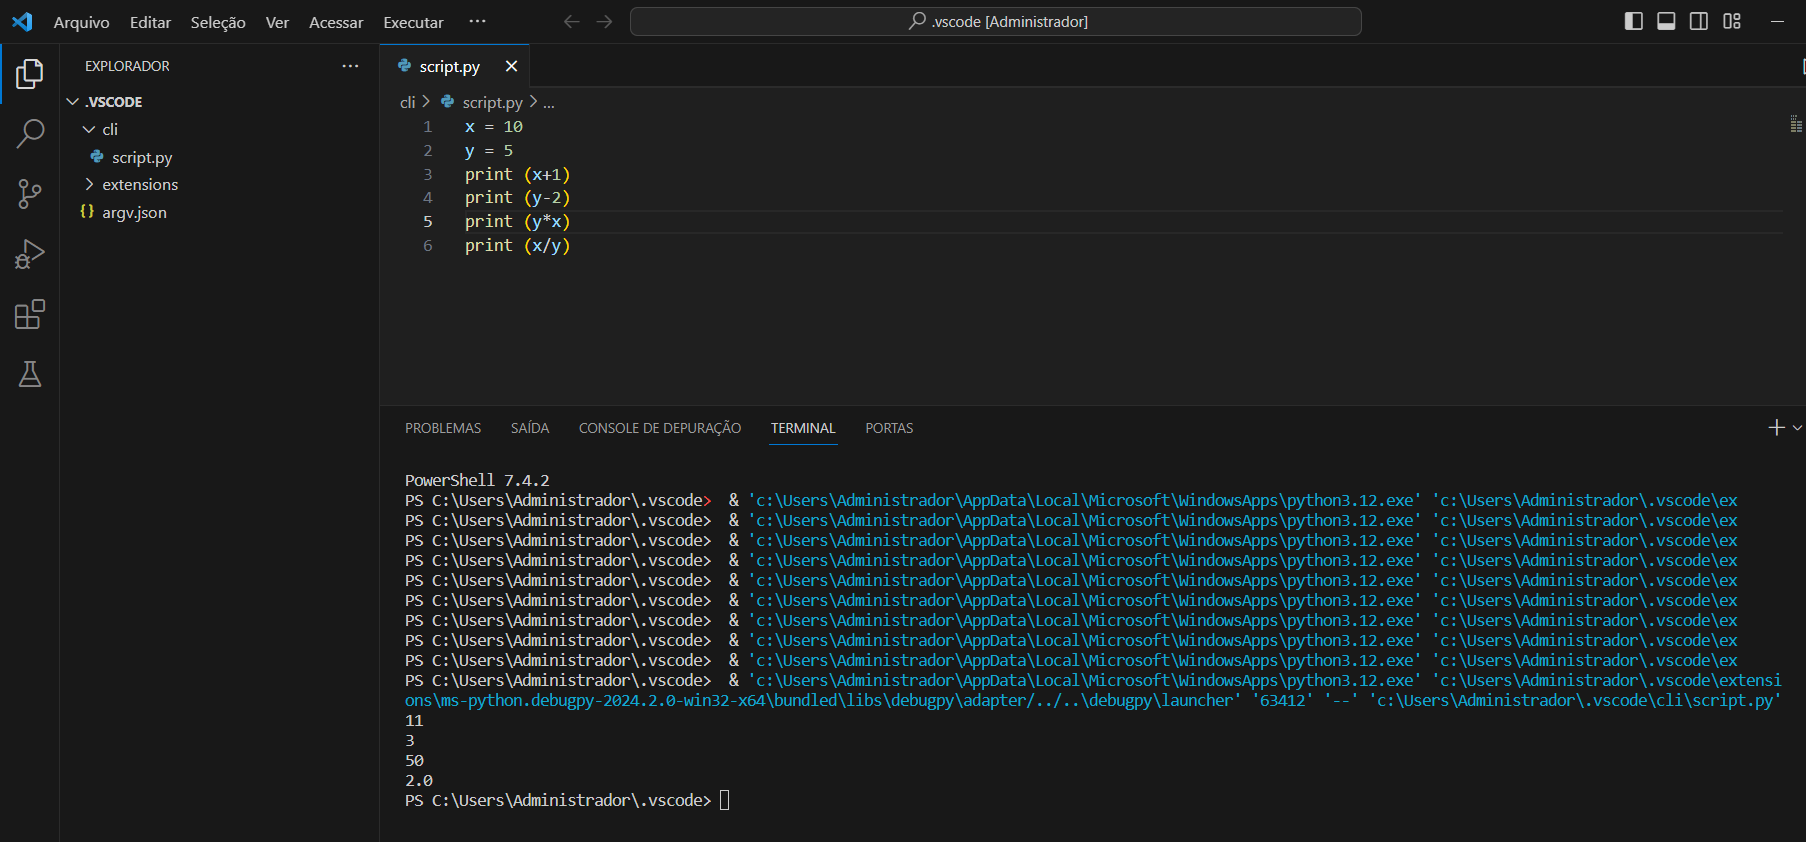 Arquivo Editar Seleção Ver Acessar Executar ··· .vscode [Administrador]
EXPLORADOR ···
.VSCODE
cli
script.py
extensions
{} argv.json
script.py
cli > script.py > ...
1 x = 10
2 y = 5
3 print (x+1)
4 print (y-2)
5 print (y*x)
6 print (x/y)
PROBLEMAS SAÍDA CONSOLE DE DEPURAÇÃO TERMINAL PORTAS
PowerShell 7.4.2
PS C:\Users\Administrador\.vscode>  & 'c:\Users\Administrador\AppData\Local\Microsoft\WindowsApps\python3.12.exe' 'c:\Users\Administrador\.vscode\ex
PS C:\Users\Administrador\.vscode>  & 'c:\Users\Administrador\AppData\Local\Microsoft\WindowsApps\python3.12.exe' 'c:\Users\Administrador\.vscode\ex
PS C:\Users\Administrador\.vscode>  & 'c:\Users\Administrador\AppData\Local\Microsoft\WindowsApps\python3.12.exe' 'c:\Users\Administrador\.vscode\ex
PS C:\Users\Administrador\.vscode>  & 'c:\Users\Administrador\AppData\Local\Microsoft\WindowsApps\python3.12.exe' 'c:\Users\Administrador\.vscode\ex
PS C:\Users\Administrador\.vscode>  & 'c:\Users\Administrador\AppData\Local\Microsoft\WindowsApps\python3.12.exe' 'c:\Users\Administrador\.vscode\ex
PS C:\Users\Administrador\.vscode>  & 'c:\Users\Administrador\AppData\Local\Microsoft\WindowsApps\python3.12.exe' 'c:\Users\Administrador\.vscode\ex
PS C:\Users\Administrador\.vscode>  & 'c:\Users\Administrador\AppData\Local\Microsoft\WindowsApps\python3.12.exe' 'c:\Users\Administrador\.vscode\ex
PS C:\Users\Administrador\.vscode>  & 'c:\Users\Administrador\AppData\Local\Microsoft\WindowsApps\python3.12.exe' 'c:\Users\Administrador\.vscode\ex
PS C:\Users\Administrador\.vscode>  & 'c:\Users\Administrador\AppData\Local\Microsoft\WindowsApps\python3.12.exe' 'c:\Users\Administrador\.vscode\ex
PS C:\Users\Administrador\.vscode>  & 'c:\Users\Administrador\AppData\Local\Microsoft\WindowsApps\python3.12.exe' 'c:\Users\Administrador\.vscode\extensi
ons\ms-python.debugpy-2024.2.0-win32-x64\bundled\libs\debugpy\adapter/../..\debugpy\launcher' '63412' '--' 'c:\Users\Administrador\.vscode\cli\script.py'
11
3
50
2.0
PS C:\Users\Administrador\.vscode>